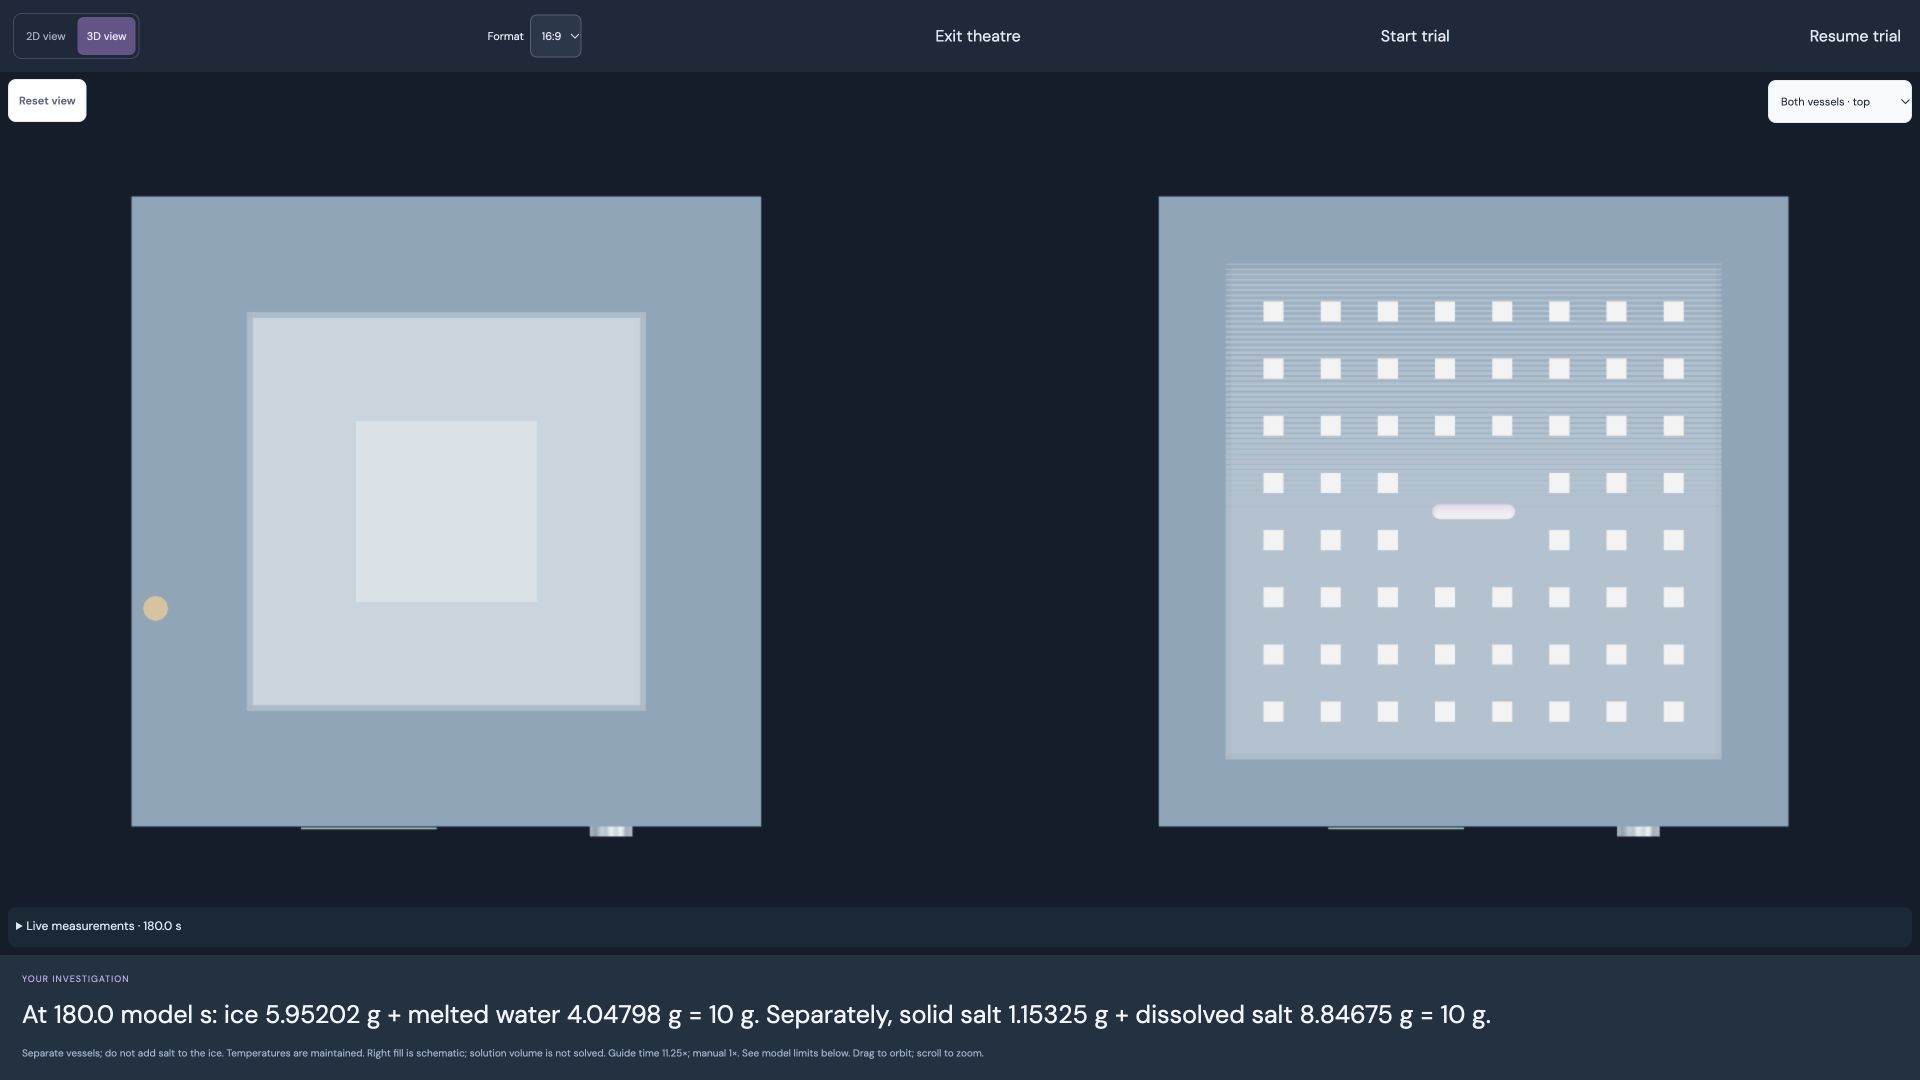 2D view
3D view
Format
16:9
Exit theatre
Start trial
Resume trial
Reset view
Both vessels · top
Live measurements · 180.0 s
YOUR INVESTIGATION
At 180.0 model s: ice 5.95202 g + melted water 4.04798 g = 10 g. Separately, solid salt 1.15325 g + dissolved salt 8.84675 g = 10 g.
Separate vessels; do not add salt to the ice. Temperatures are maintained. Right fill is schematic; solution volume is not solved. Guide time 11.25×; manual 1×. See model limits below. Drag to orbit; scroll to zoom.